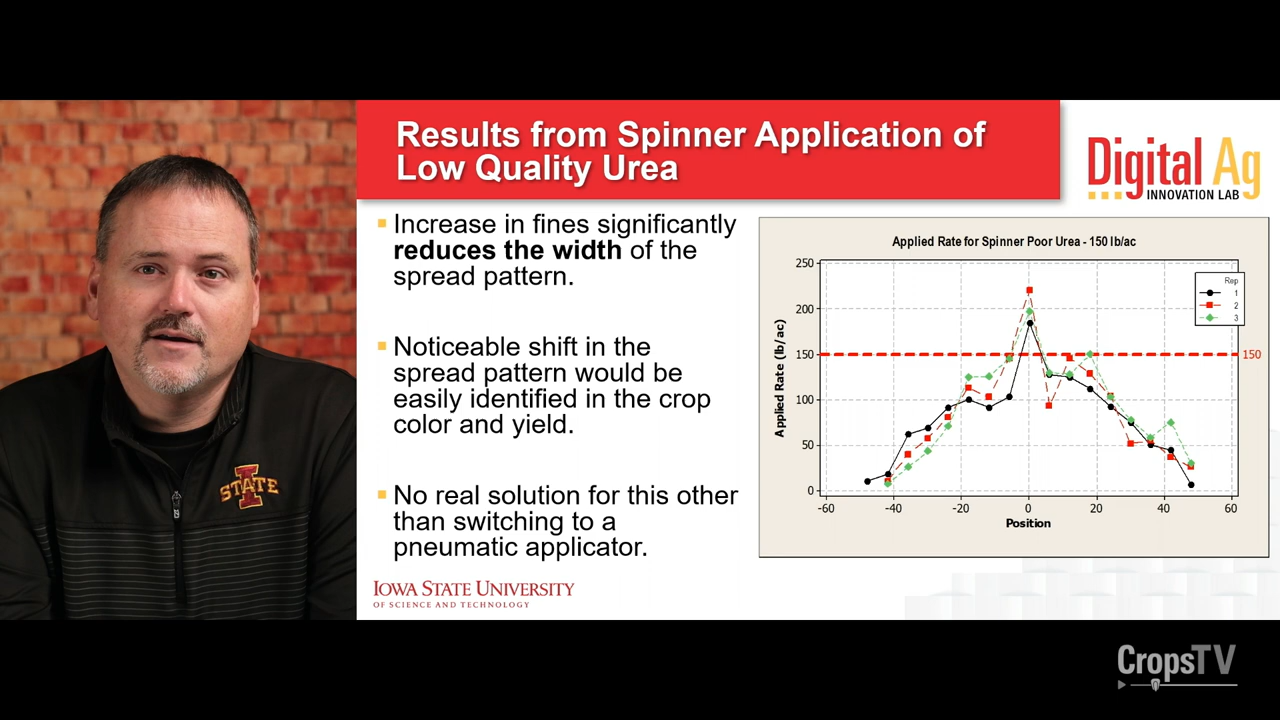 Results from Spinner Application of
Low Quality Urea
Digital Ag
INNOVATION LAB
Increase in fines significantly
reduces the width of the
spread pattern.
Noticeable shift in the
spread pattern would be
easily identified in the crop
color and yield.
No real solution for this other
than switching to a
pneumatic applicator.
IOWA STATE UNIVERSITY
OF SCIENCE AND TECHNOLOGY
Applied Rate for Spinner Poor Urea - 150 lb/ac
Applied Rate (lb/ac)
250
200
150
100
50
0
-60
-40
-20
0
20
40
60
Position
Rep
1
2
3
150
I
STATE
CropsTV